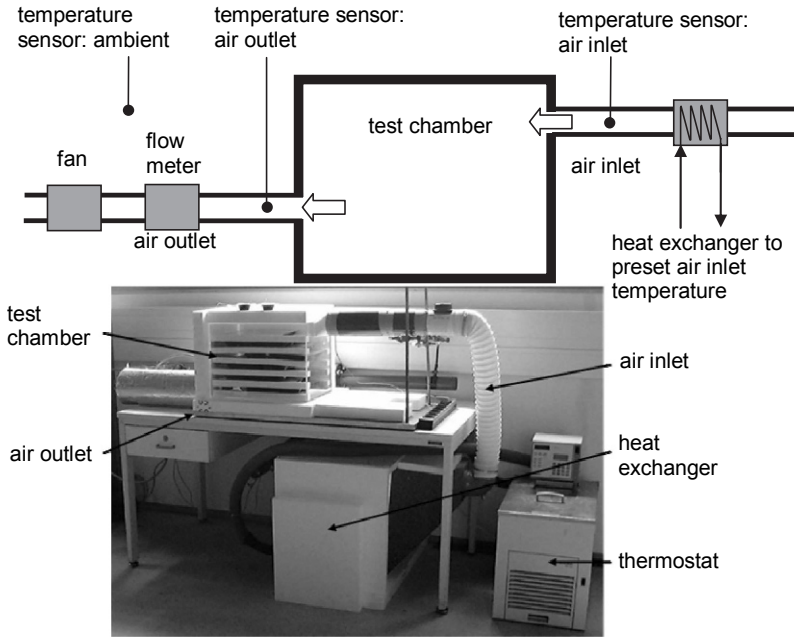 temperature
sensor: ambient
temperature sensor:
air outlet
temperature sensor:
air inlet
test chamber
fan
flow
meter
air inlet
air outlet
heat exchanger to
preset air inlet
temperature
test
chamber
air inlet
air outlet
heat
exchanger
thermostat